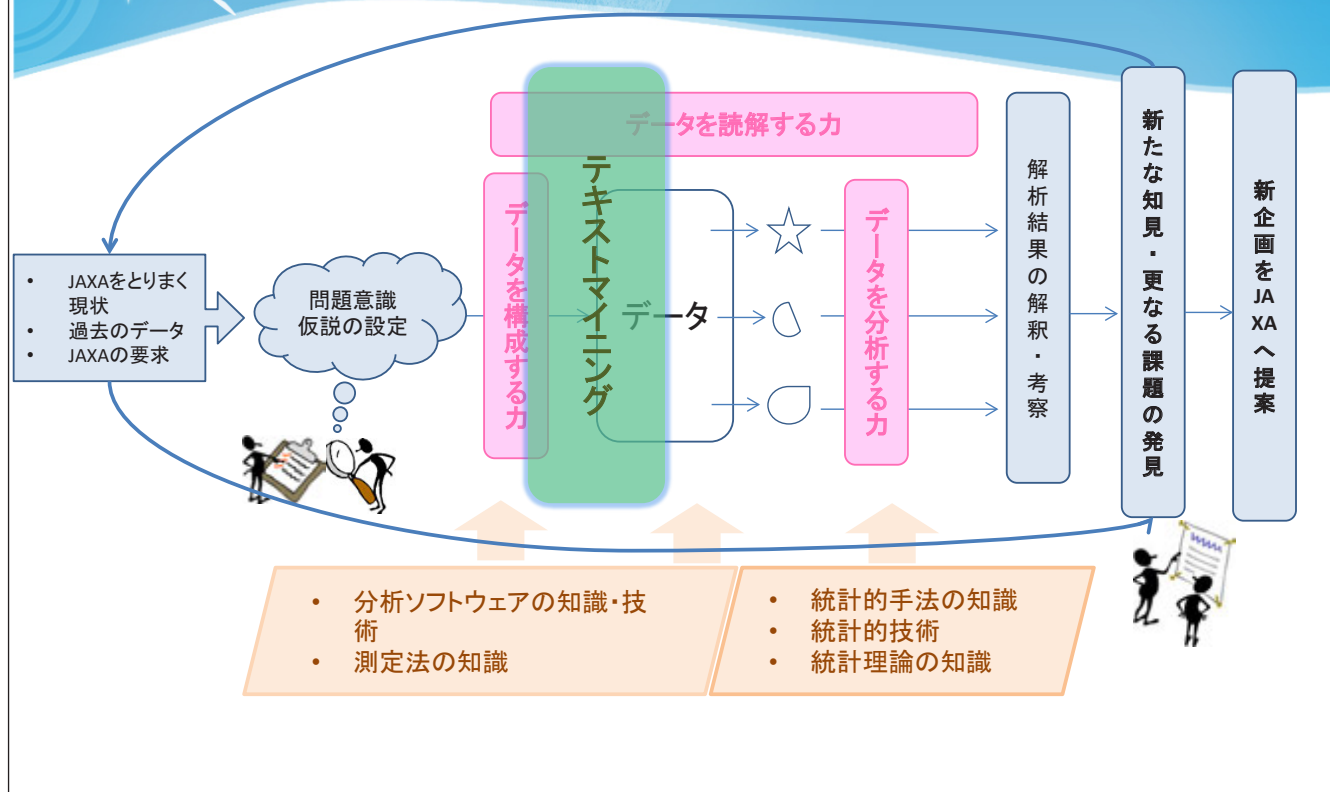 データを読解する力
• JAXAをとりまく
現状
• 過去のデータ
• JAXAの要求
問題意識
仮説の設定
データを構成する力
テキストマイニング
データ
データを分析する力
解析結果の解釈・考察
新たな知見・更なる課題の発見
新企画をJAXAへ提案
• 分析ソフトウェアの知識・技
術
• 測定法の知識
• 統計的手法の知識
• 統計的技術
• 統計理論の知識